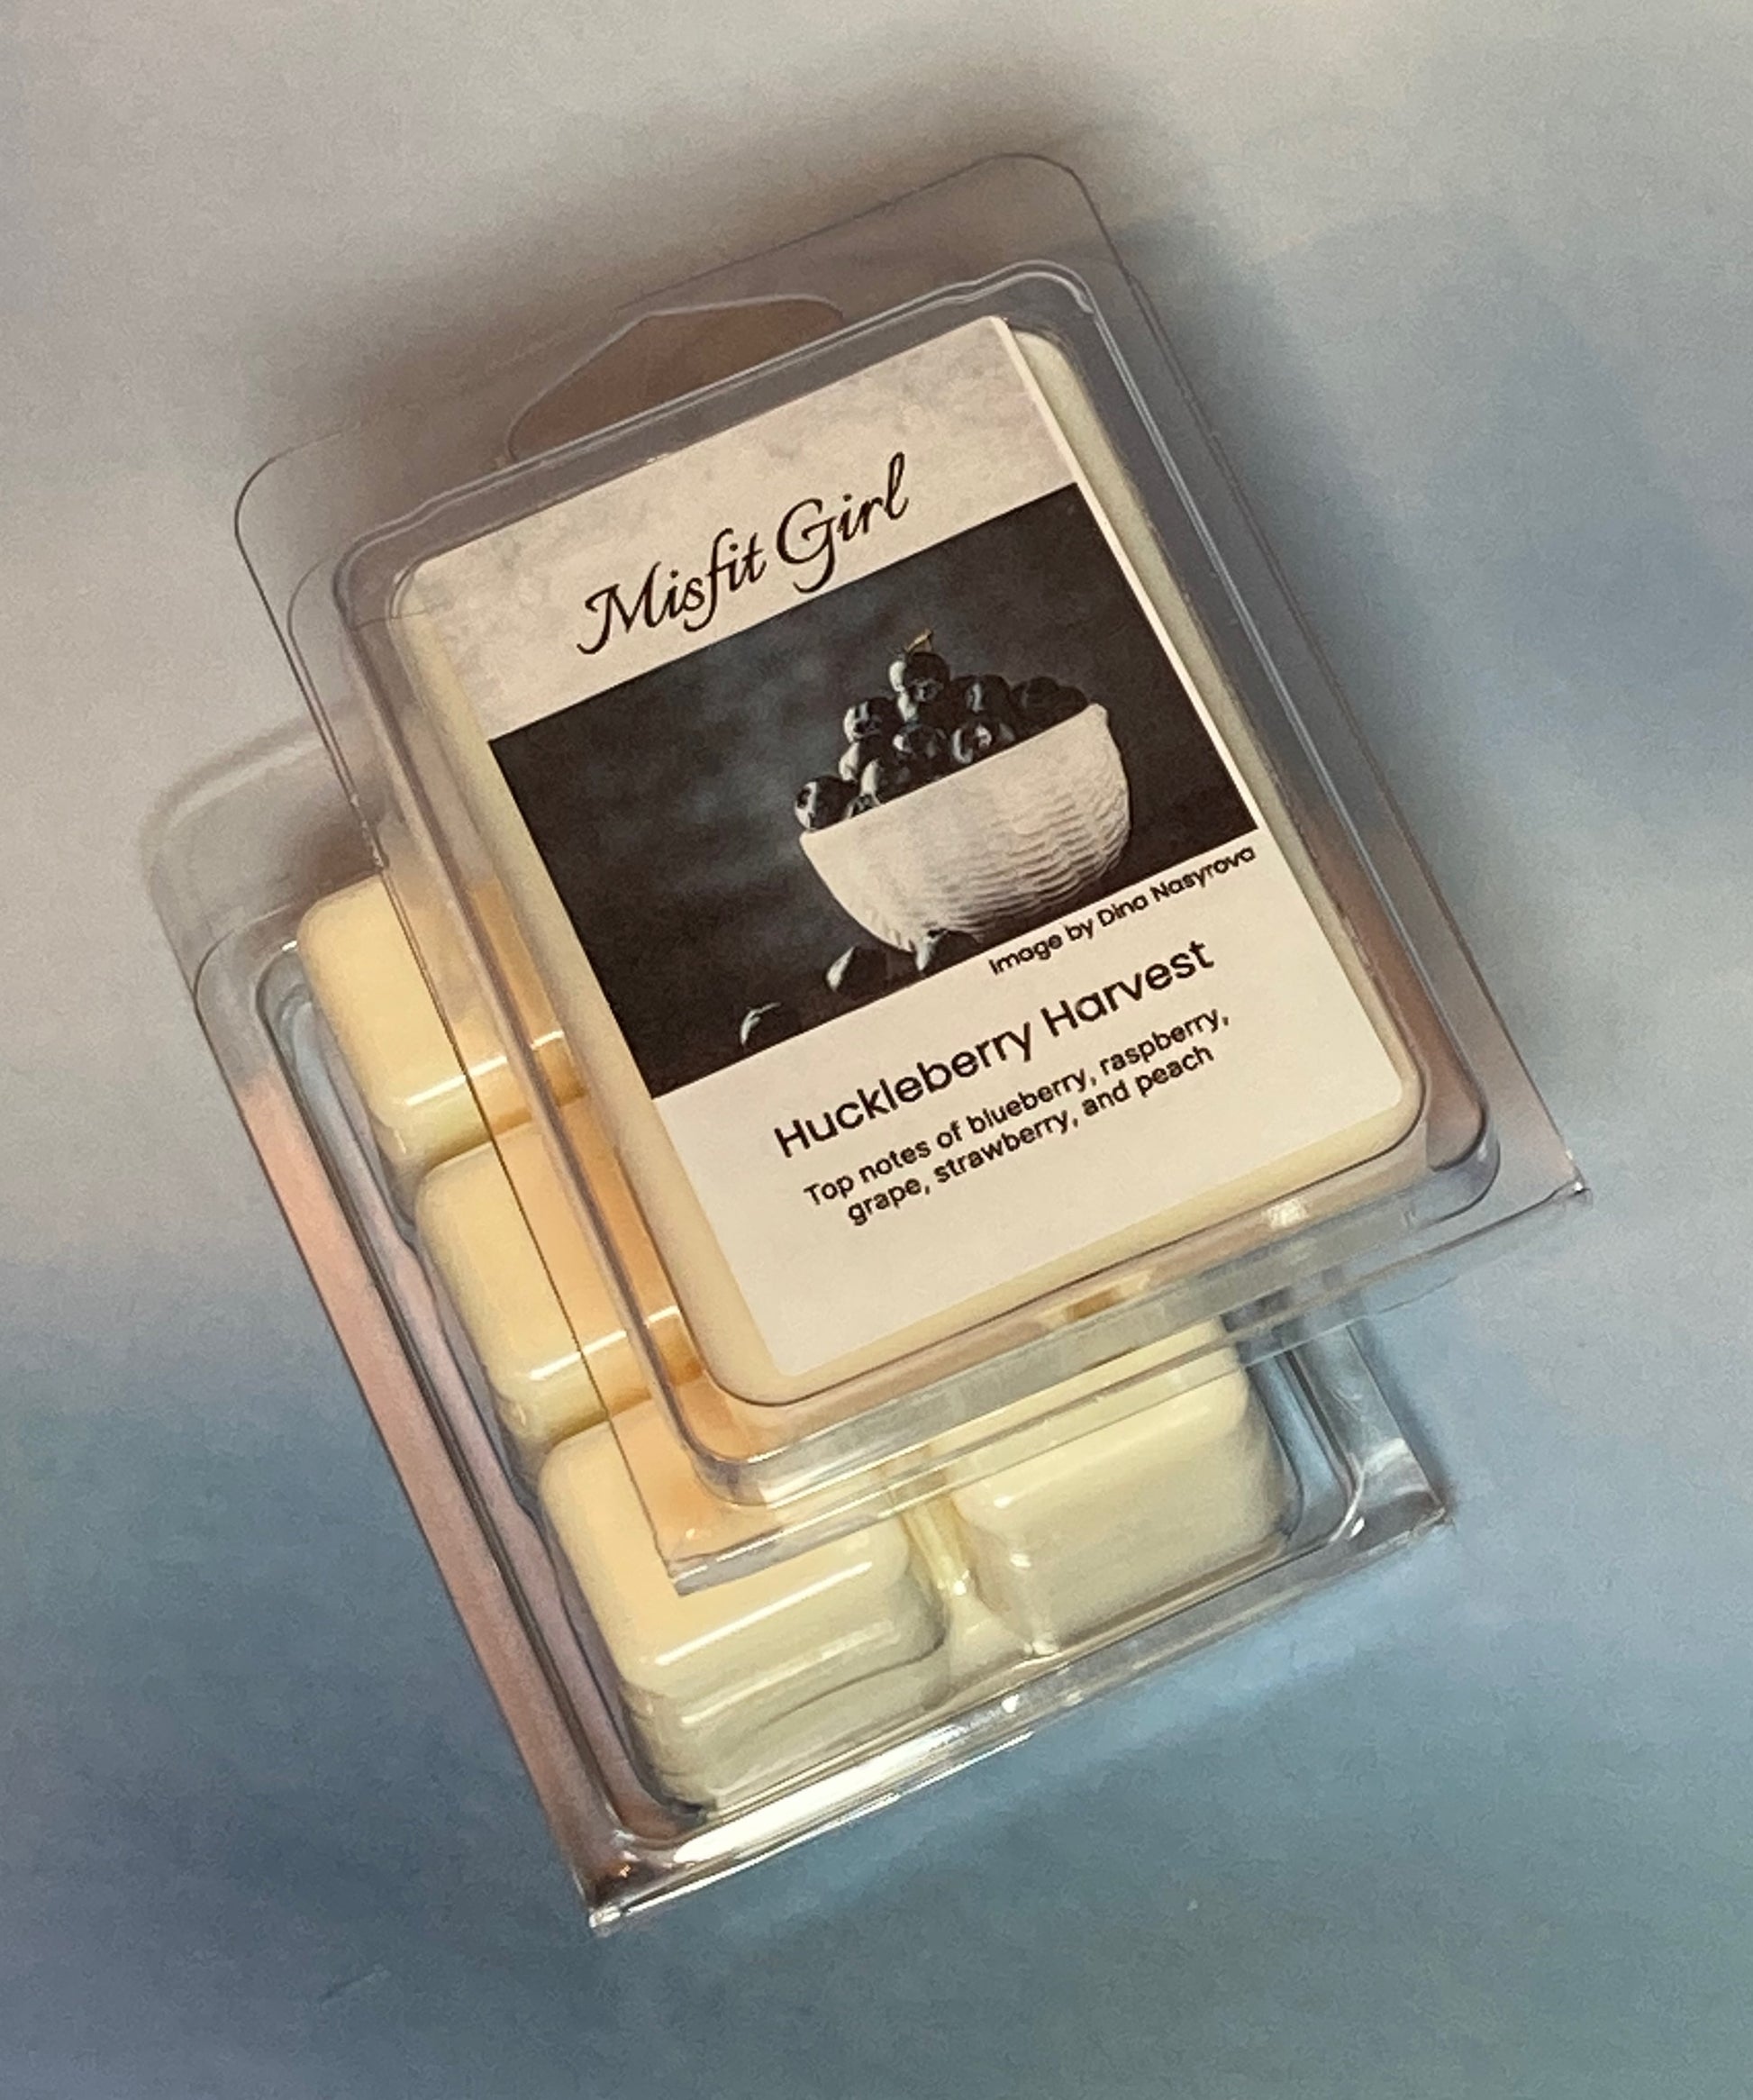 Misfit Girl
Image by Dina Nasyrova
Huckleberry Harvest
Top notes of blueberry, raspberry,
grape, strawberry, and peach